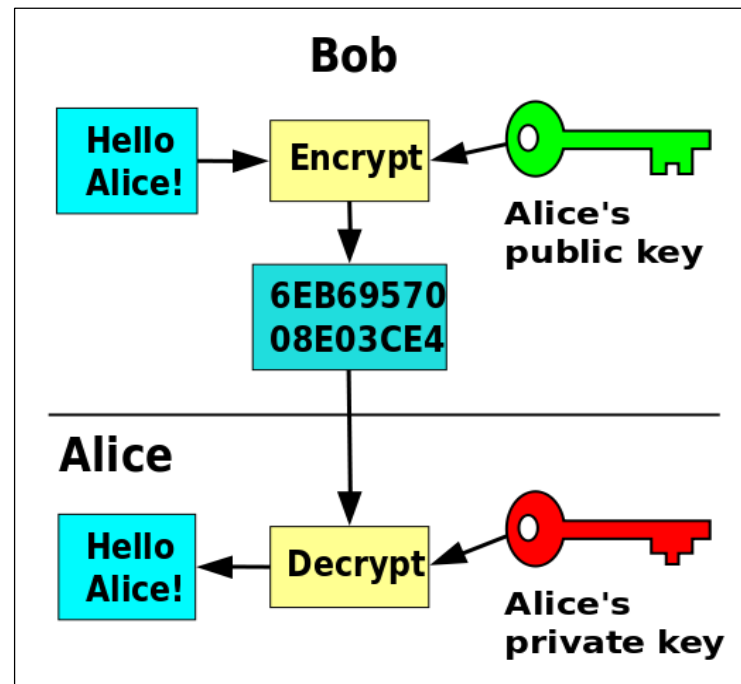 Bob
Hello
Alice!
Encrypt
Alice's
public key
6EB69570
08E03CE4
Alice
Hello
Alice!
Decrypt
Alice's
private key